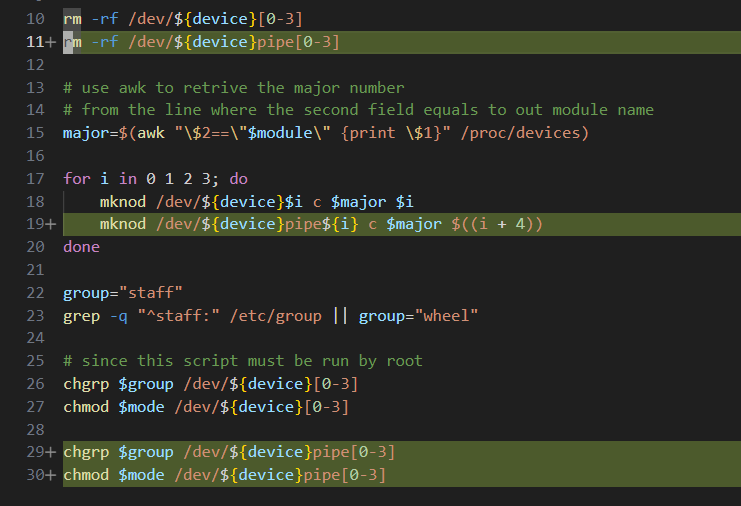 10 rm -rf /dev/${device}[0-3]
11+ rm -rf /dev/${device}pipe[0-3]
12
13 # use awk to retrive the major number
14 # from the line where the second field equals to out module name
15 major=$(awk "\$2==\"$module\" {print \$1}" /proc/devices)
16
17 for i in 0 1 2 3; do
18     mknod /dev/${device}$i c $major $i
19+     mknod /dev/${device}pipe${i} c $major $((i + 4))
20 done
21
22 group="staff"
23 grep -q "^staff:" /etc/group || group="wheel"
24
25 # since this script must be run by root
26 chgrp $group /dev/${device}[0-3]
27 chmod $mode /dev/${device}[0-3]
28
29+ chgrp $group /dev/${device}pipe[0-3]
30+ chmod $mode /dev/${device}pipe[0-3]